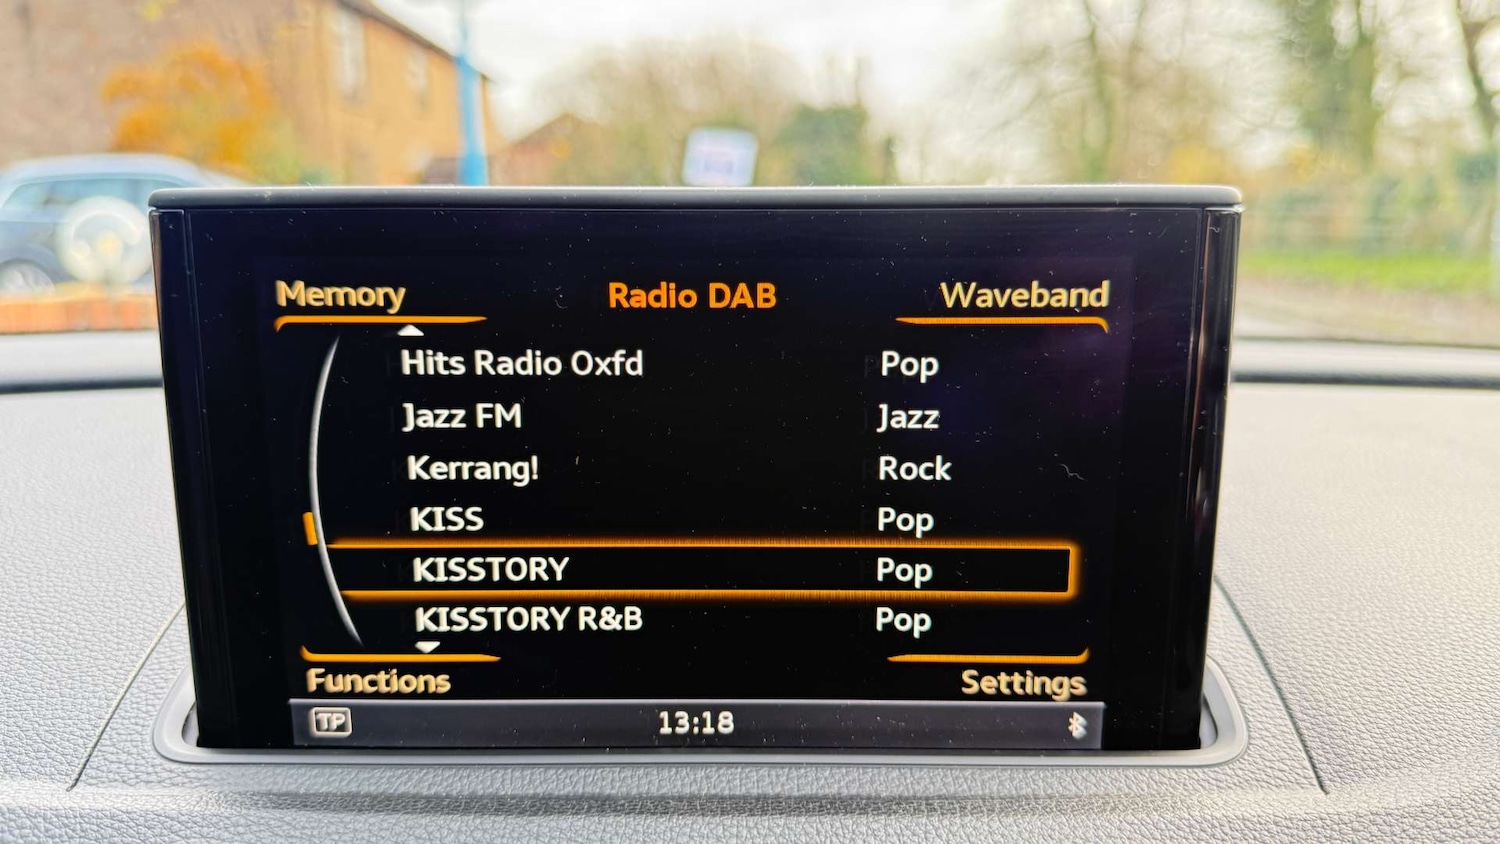 Memory Radio DAB Waveband
Hits Radio Oxfd Pop
Jazz FM Jazz
Kerrang! Rock
KISS Pop
KISSTORY Pop
KISSTORY R&B Pop
Functions Settings
TP 13:18